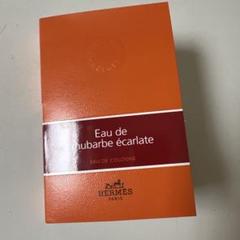 Eau de
rhubarbe écarlate
EAU DE COLOGNE
HERMÈS
PARIS